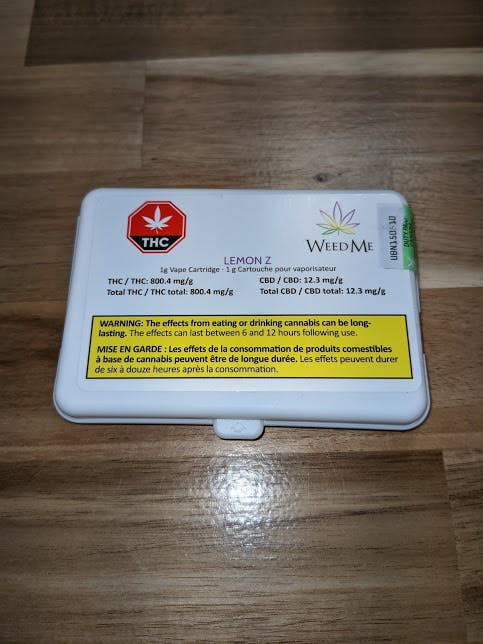 THC
WEED ME
LEMON Z
1g Vape Cartridge · 1 g Cartouche pour vaporisateur
THC / THC: 800.4 mg/g
CBD / CBD: 12.3 mg/g
Total THC / THC total: 800.4 mg/g
Total CBD / CBD total: 12.3 mg/g
WARNING: The effects from eating or drinking cannabis can be long-
lasting. The effects can last between 6 and 12 hours following use.
MISE EN GARDE : Les effets de la consommation de produits comestibles
à base de cannabis peuvent être de longue durée. Les effets peuvent durer
de six à douze heures après la consommation.